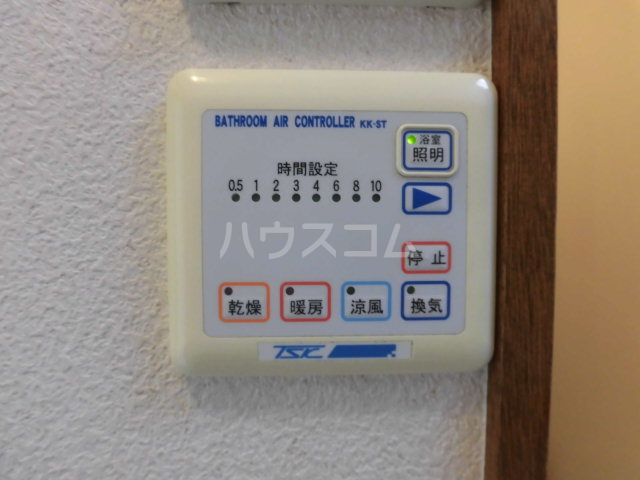 BATHROOM AIR CONTROLLER KK-ST
浴室
照明
時間設定
0.5 1 2 3 4 6 8 10
ハウスコム
停止
乾燥 暖房 涼風 換気
TSK